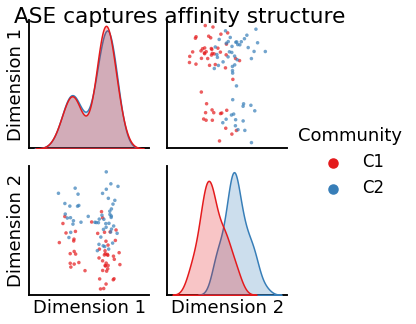 ASE captures affinity structure
Dimension 1
Community
C1
C2
Dimension 2
Dimension 1
Dimension 2